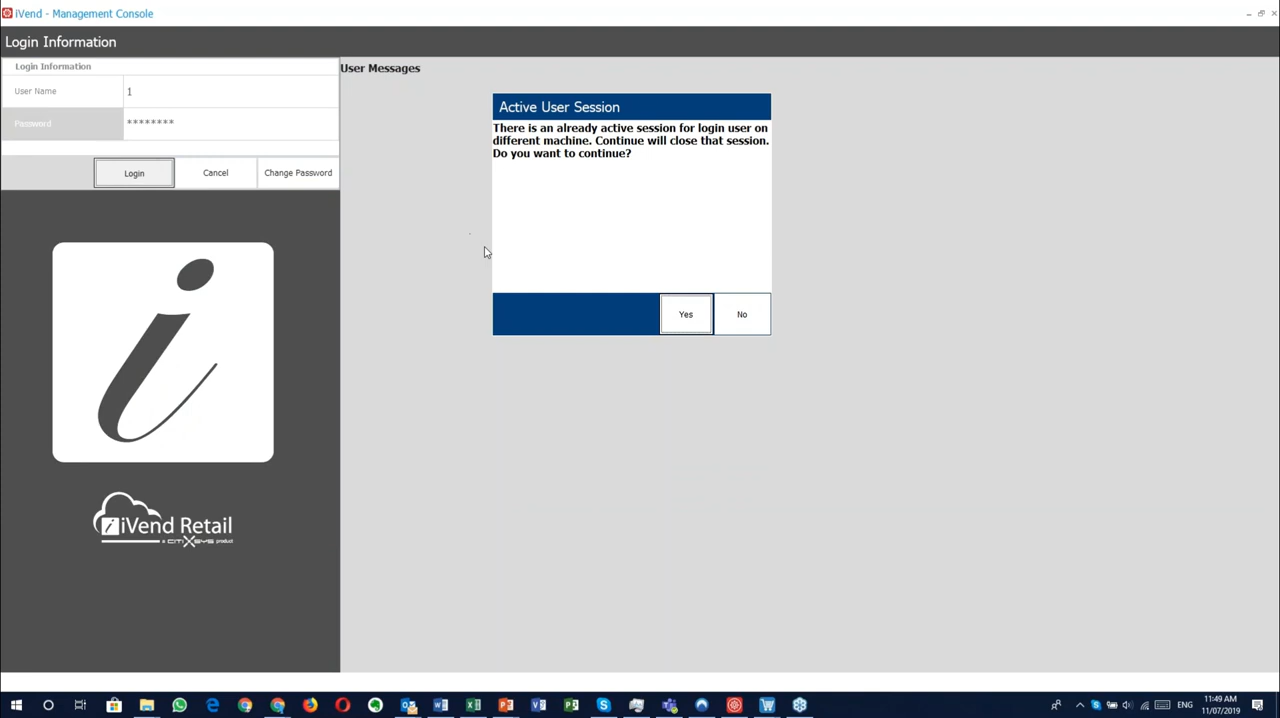 iVend - Management Console
Login Information
Login Information
User Name 1
Password ********
Login Cancel Change Password
User Messages
Active User Session
There is an already active session for login user on
different machine. Continue will close that session.
Do you want to continue?
Yes No
i
i iVend Retail
a CitiXsys product
ENG
11:49 AM
11/07/2019